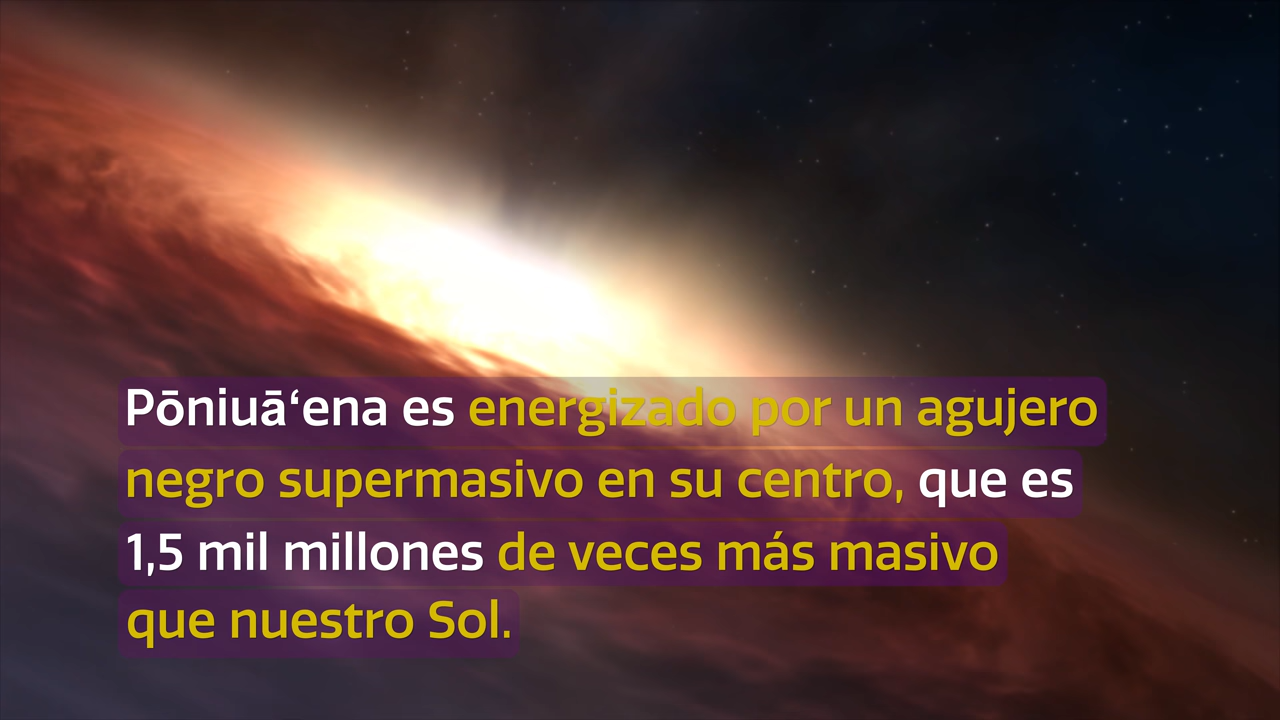 Pōniuāʻena es energizado por un agujero
negro supermasivo en su centro, que es
1,5 mil millones de veces más masivo
que nuestro Sol.